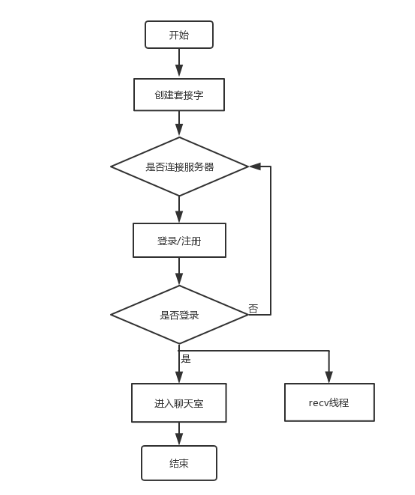 开始
创建套接字
是否连接服务器
登录/注册
是否登录
否
是
进入聊天室
recv线程
结束